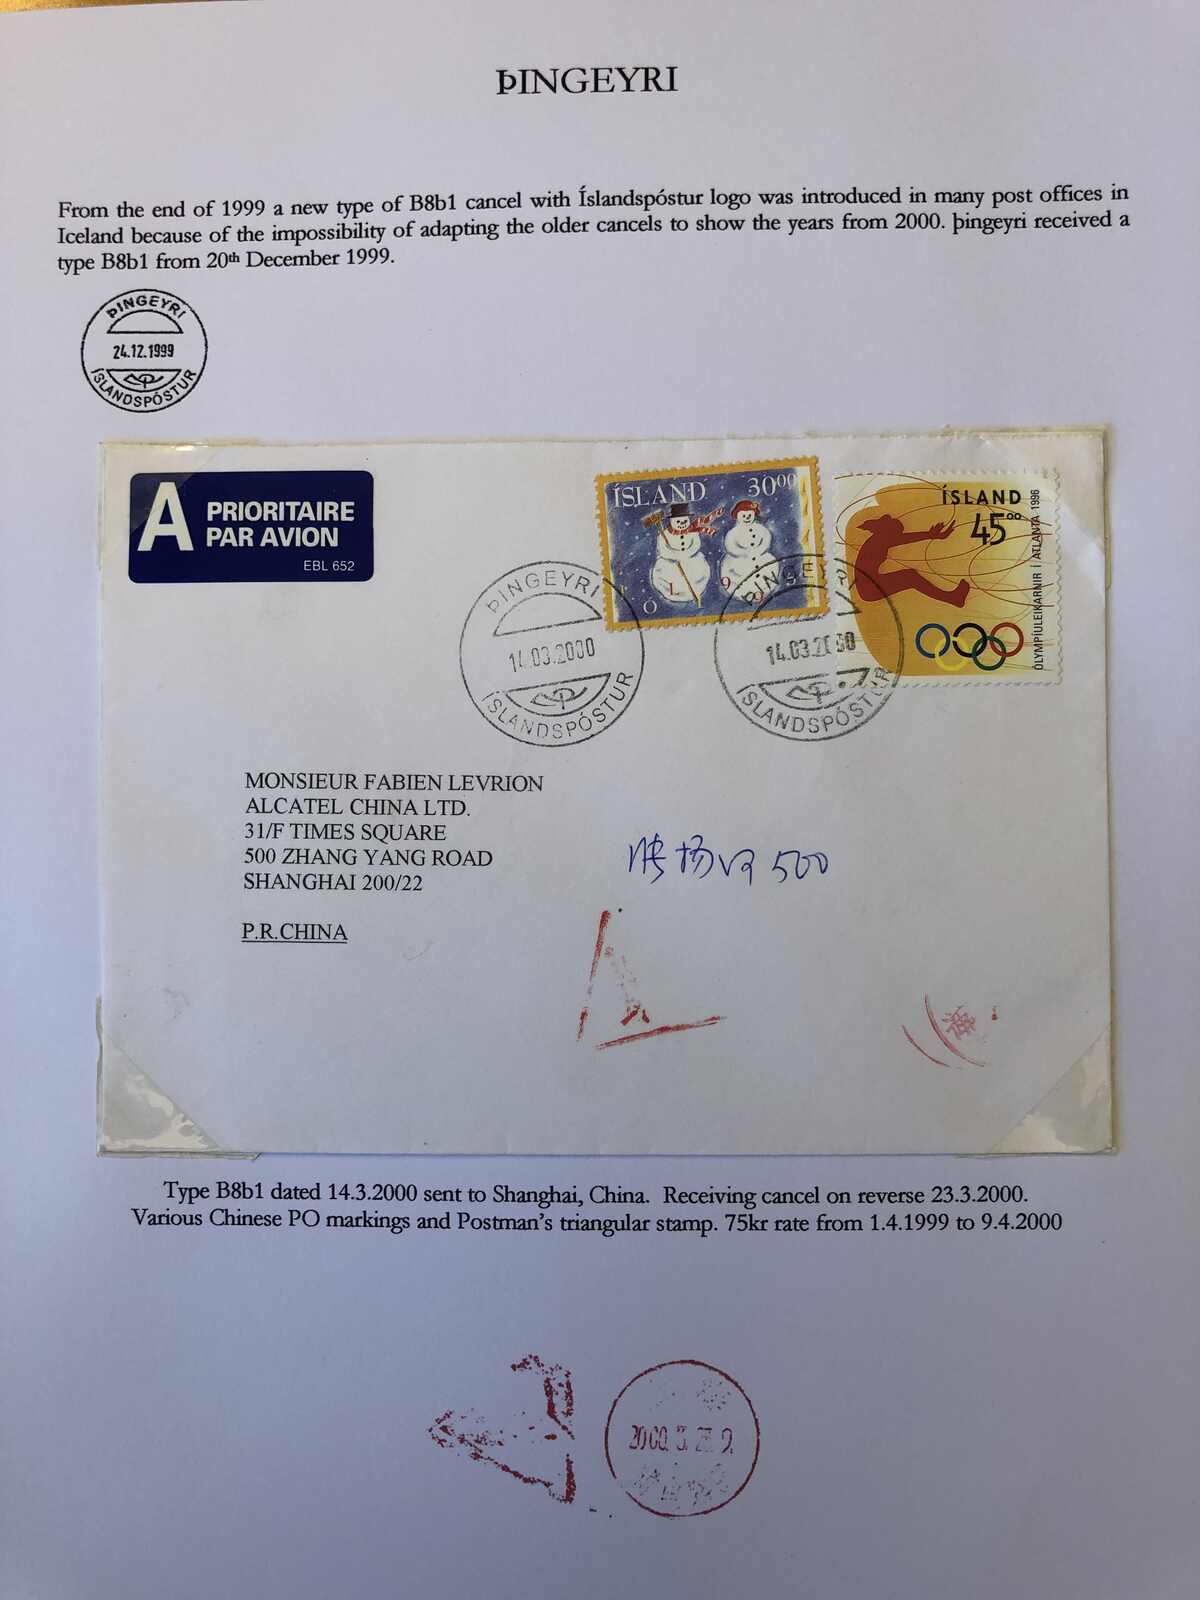 ÞINGEYRI
From the end of 1999 a new type of B8b1 cancel with Íslandspóstur logo was introduced in many post offices in
Iceland because of the impossibility of adapting the older cancels to show the years from 2000. Þingeyri received a
type B8b1 from 20th December 1999.
ÞINGEYRI
24.12.1999
ÍSLANDSPÓSTUR
A PRIORITAIRE
PAR AVION
EBL 652
ÍSLAND 30⁰⁰
JÓL 1999
ÍSLAND
45⁰⁰
ÓLYMPÍULEIKARNIR Í ATLANTA 1996
ÞINGEYRI
14.03.2000
ÍSLANDSPÓSTUR
ÞINGEYRI
14.03.2000
ÍSLANDSPÓSTUR
MONSIEUR FABIEN LEVRION
ALCATEL CHINA LTD.
31/F TIMES SQUARE
500 ZHANG YANG ROAD
SHANGHAI 200/22
P.R.CHINA
500
Type B8b1 dated 14.3.2000 sent to Shanghai, China. Receiving cancel on reverse 23.3.2000.
Various Chinese PO markings and Postman's triangular stamp. 75kr rate from 1.4.1999 to 9.4.2000